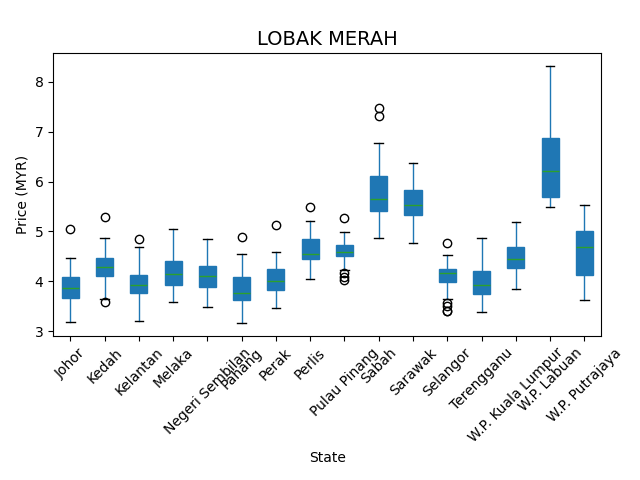 LOBAK MERAH
Price (MYR)
8
7
6
5
4
3
Johor
Kedah
Kelantan
Melaka
Negeri Sembilan
Pahang
Perak
Perlis
Pulau Pinang
Sabah
Sarawak
Selangor
Terengganu
W.P. Kuala Lumpur
W.P. Labuan
W.P. Putrajaya
State